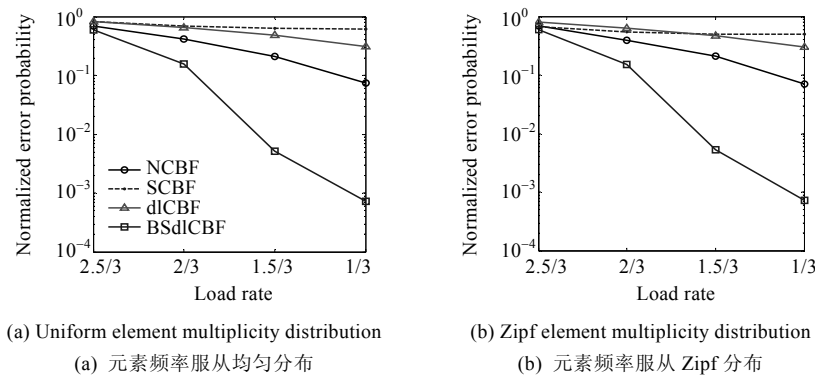 10^0
10^-1
10^-2
10^-3
10^-4
Normalized error probability
NCBF
SCBF
dlCBF
BSdlCBF
2.5/3 2/3 1.5/3 1/3
Load rate
(a) Uniform element multiplicity distribution
(a) 元素频率服从均匀分布
10^0
10^-1
10^-2
10^-3
10^-4
Normalized error probability
2.5/3 2/3 1.5/3 1/3
Load rate
(b) Zipf element multiplicity distribution
(b) 元素频率服从 Zipf 分布